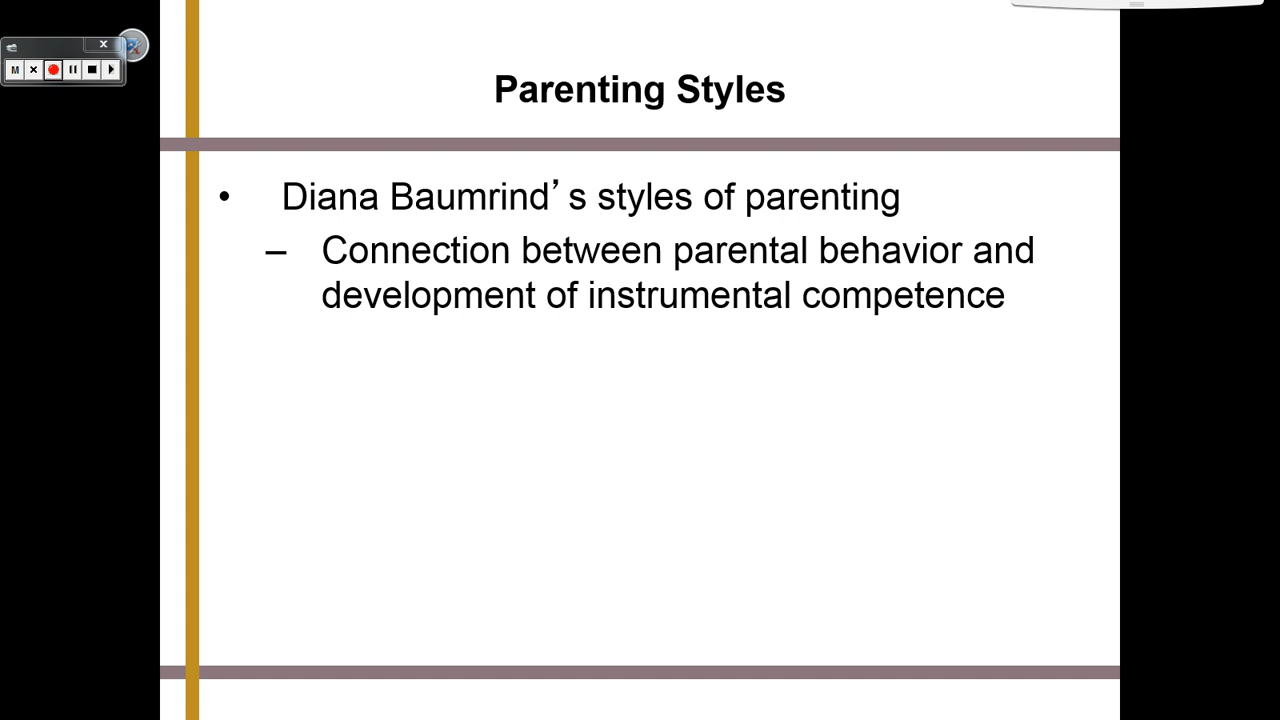 M
Parenting Styles
• Diana Baumrind’s styles of parenting
– Connection between parental behavior and
development of instrumental competence